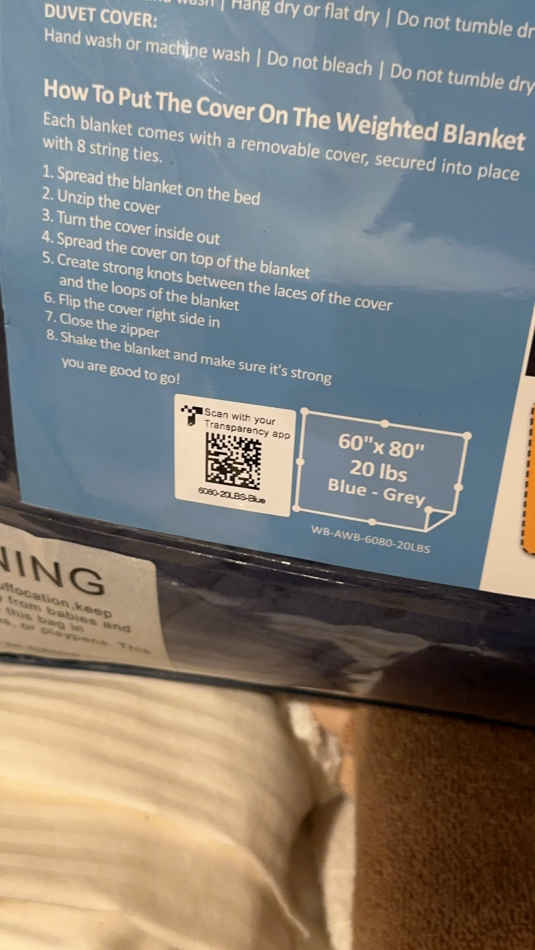 wash | Hang dry or flat dry | Do not tumble dr
DUVET COVER:
Hand wash or machine wash | Do not bleach | Do not tumble dry
How To Put The Cover On The Weighted Blanket
Each blanket comes with a removable cover, secured into place
with 8 string ties.
1. Spread the blanket on the bed
2. Unzip the cover
3. Turn the cover inside out
4. Spread the cover on top of the blanket
5. Create strong knots between the laces of the cover
and the loops of the blanket
6. Flip the cover right side in
7. Close the zipper
8. Shake the blanket and make sure it's strong
you are good to go!
Scan with your
Transparency app
6080-20LBS-Blue
60"x 80"
20 lbs
Blue - Grey
WB-AWB-6080-20LBS
NING
uffocation,keep
from babies and
this bag in
s, or playpens. This